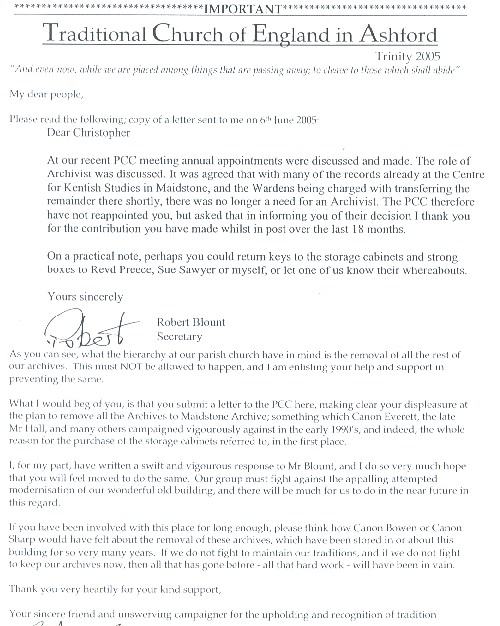 **********************************IMPORTANT**********************************
Traditional Church of England in Ashford
Trinity 2005
"And even now, while we are placed among things that are passing away; to cleave to those which shall abide"
My dear people,
Please read the following; copy of a letter sent to me on 6th June 2005:
Dear Christopher
At our recent PCC meeting annual appointments were discussed and made. The role of
Archivist was discussed. It was agreed that with many of the records already at the Centre
for Kentish Studies in Maidstone, and the Wardens being charged with transferring the
remainder there shortly, there was no longer a need for an Archivist. The PCC therefore
have not reappointed you, but asked that in informing you of their decision I thank you
for the contribution you have made whilst in post over the last 18 months.
On a practical note, perhaps you could return keys to the storage cabinets and strong
boxes to Revd Preece, Sue Sawyer or myself, or let one of us know their whereabouts.
Yours sincerely
Robert
Robert Blount
Secretary
As you can see, what the hierarchy at our parish church have in mind is the removal of all the rest of
our archives. This must NOT be allowed to happen, and I am enlisting your help and support in
preventing the same.
What I would beg of you, is that you submit a letter to the PCC here, making clear your displeasure at
the plan to remove all the Archives to Maidstone Archive; something which Canon Everett, the late
Mr Hall, and many others campaigned vigourously against in the early 1990's, and indeed, the whole
reason for the purchase of the storage cabinets referred to, in the first place.
I, for my part, have written a swift and vigourous response to Mr Blount, and I do so very much hope
that you will feel moved to do the same. Our group must fight against the appalling attempted
modernisation of our wonderful old building, and there will be much for us to do in the near future in
this regard.
If you have been involved with this place for long enough, please think how Canon Bowen or Canon
Sharp would have felt about the removal of these archives, which have been stored in or about this
building for so very many years. If we do not fight to maintain our traditions, and if we do not fight
to keep our archives now, then all that has gone before - all that hard work - will have been in vain.
Thank you very heartily for your kind support,
Your sincere friend and unswerving campaigner for the upholding and recognition of tradition